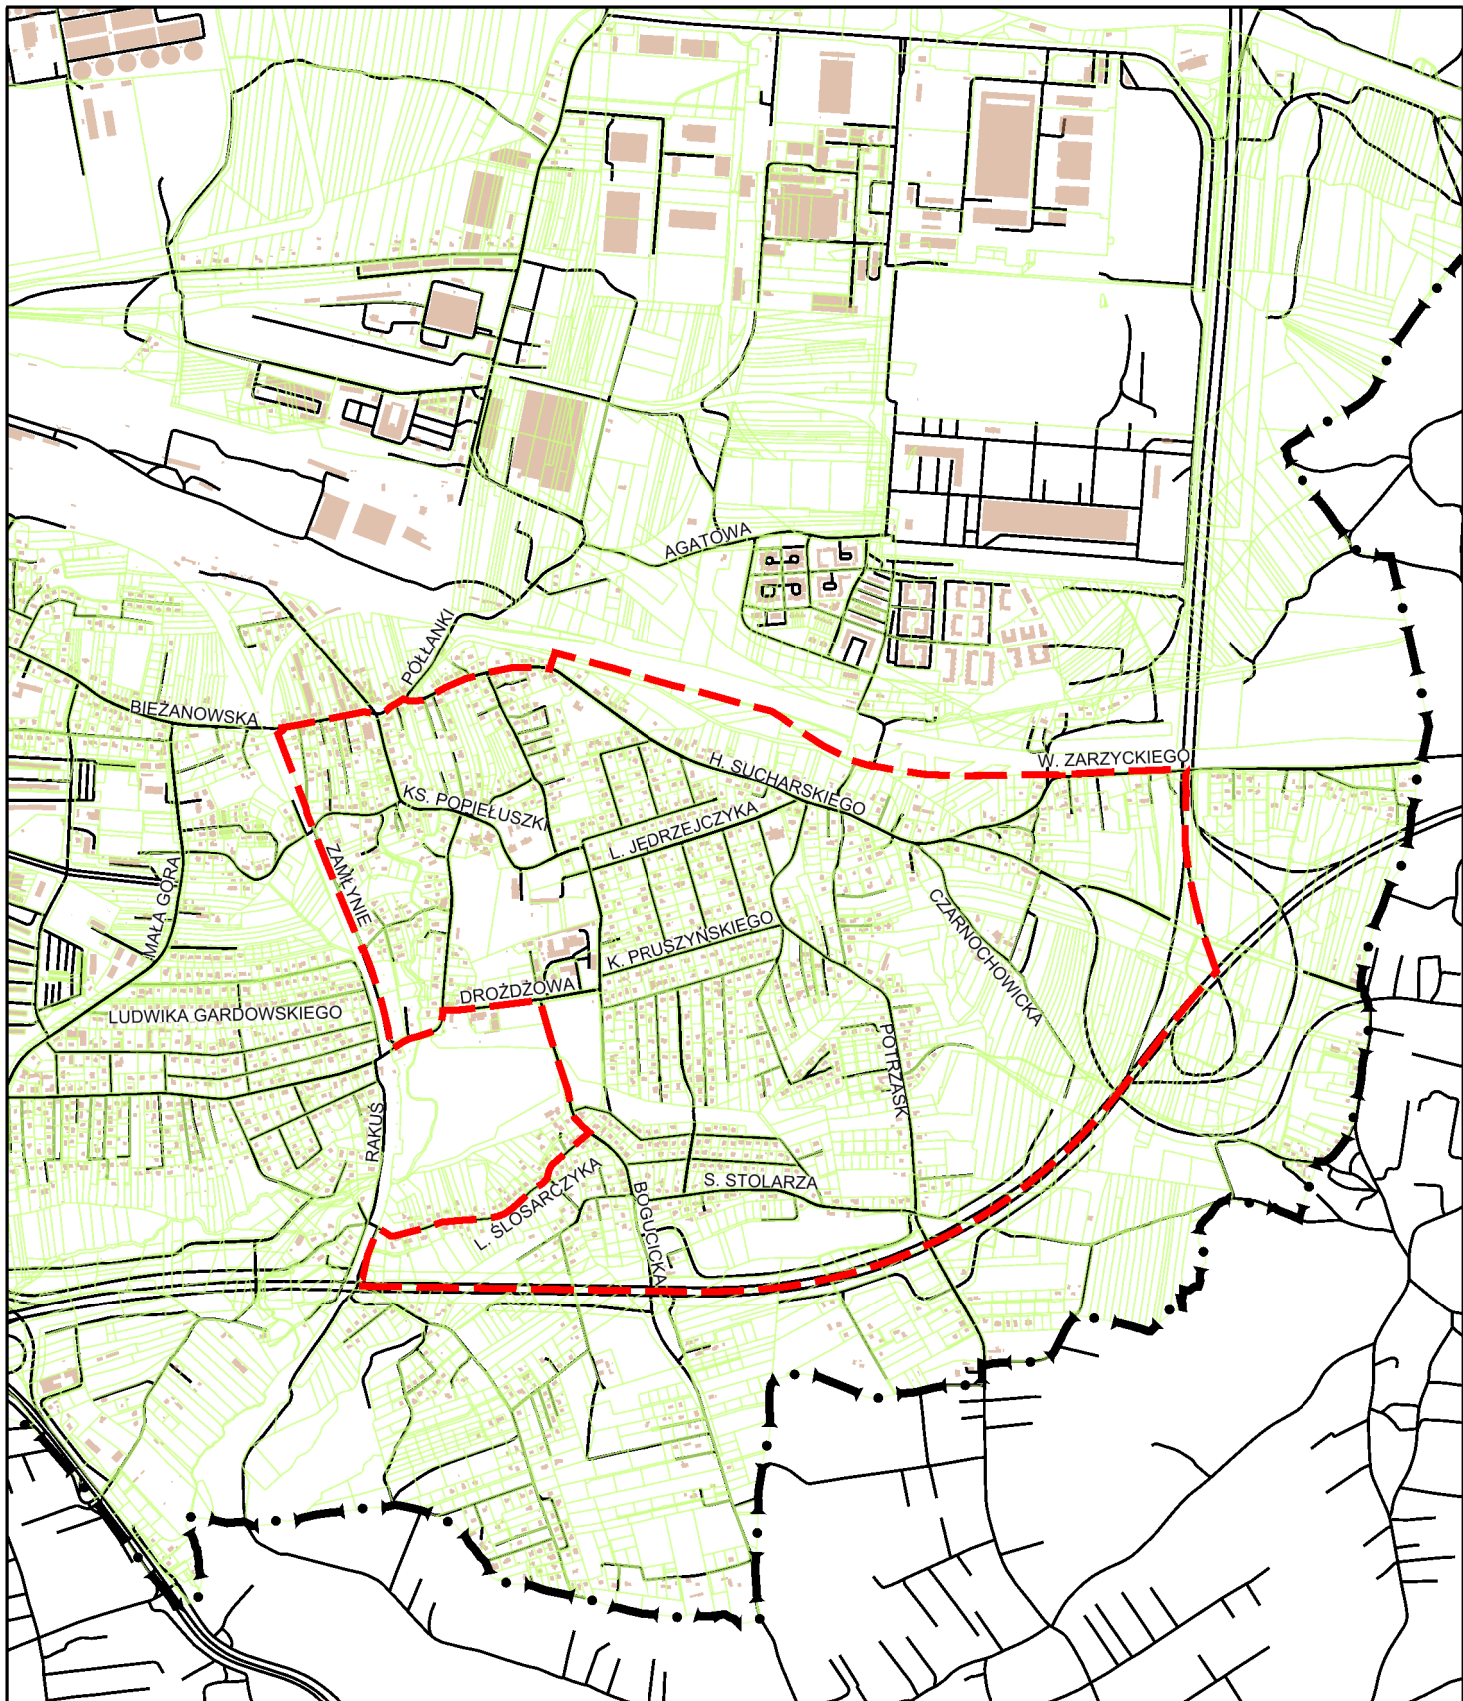 AGATOWA
PÓŁŁANKI
BIEŻANOWSKA
W. ZARZYCKIEGO
H. SUCHARSKIEGO
KS. POPIEŁUSZKI
L. JĘDRZEJCZYKA
ZAMŁYNIE
MAŁA GÓRA
CZARNOCHOWICKA
K. PRUSZYŃSKIEGO
DROŻDŻOWA
LUDWIKA GARDOWSKIEGO
POTRZASK
RAKUŚ
S. STOLARZA
L. ŚLOSARCZYKA
BOGUCICKA